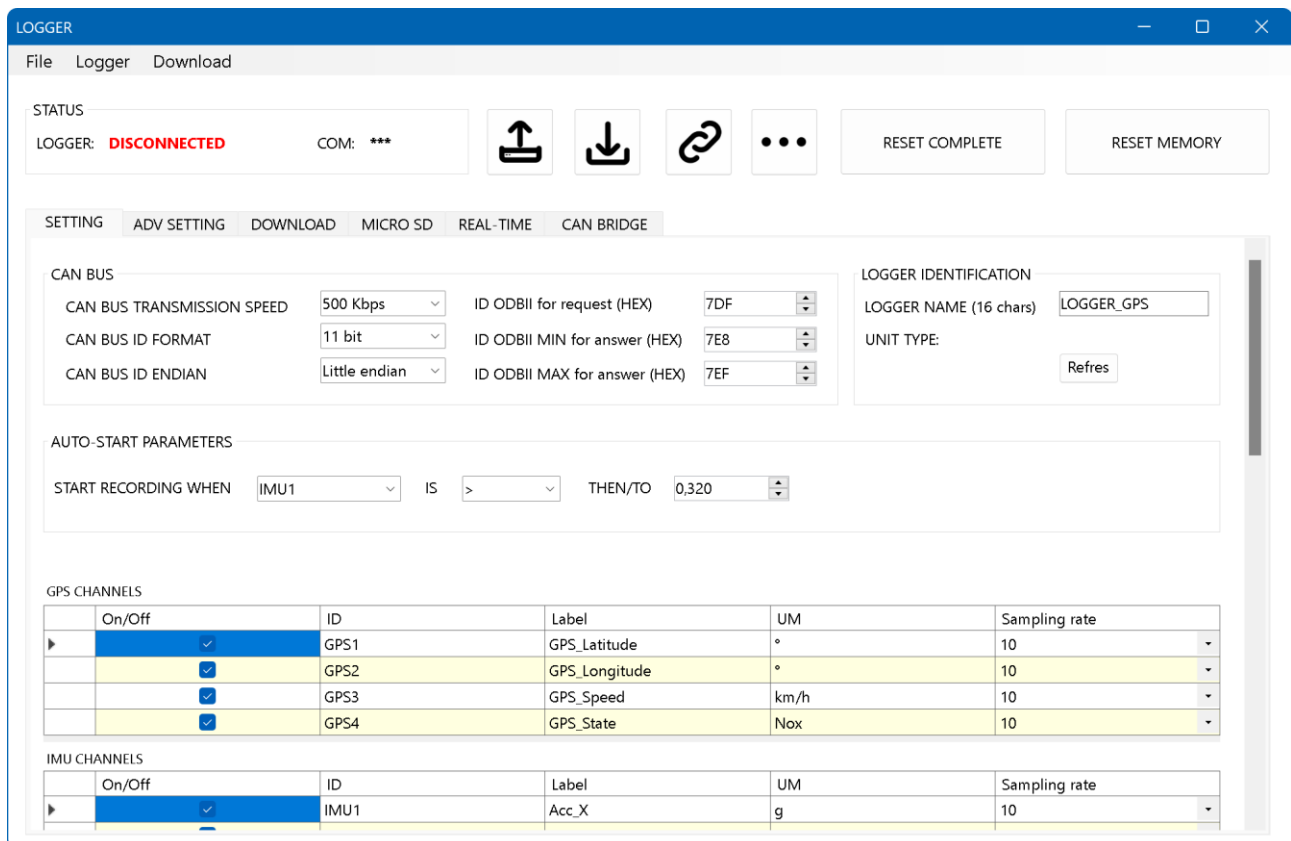 LOGGER
File Logger Download
STATUS
LOGGER: DISCONNECTED COM: ***
RESET COMPLETE
RESET MEMORY
SETTING ADV SETTING DOWNLOAD MICRO SD REAL-TIME CAN BRIDGE
CAN BUS
CAN BUS TRANSMISSION SPEED 500 Kbps ID ODBII for request (HEX) 7DF
CAN BUS ID FORMAT 11 bit ID ODBII MIN for answer (HEX) 7E8
CAN BUS ID ENDIAN Little endian ID ODBII MAX for answer (HEX) 7EF
LOGGER IDENTIFICATION
LOGGER NAME (16 chars) LOGGER_GPS
UNIT TYPE:
Refres
AUTO-START PARAMETERS
START RECORDING WHEN IMU1 IS > THEN/TO 0,320
GPS CHANNELS
On/Off ID Label UM Sampling rate
GPS1 GPS_Latitude ° 10
GPS2 GPS_Longitude ° 10
GPS3 GPS_Speed km/h 10
GPS4 GPS_State Nox 10
IMU CHANNELS
On/Off ID Label UM Sampling rate
IMU1 Acc_X g 10